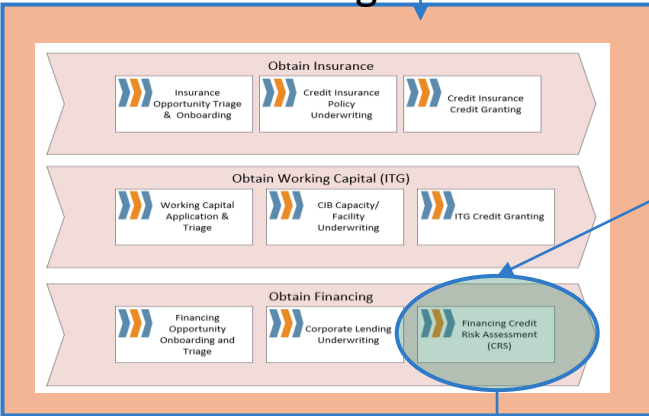 Obtain Insurance
Insurance
Opportunity Triage
& Onboarding
Credit Insurance
Policy
Underwriting
Credit Insurance
Credit Granting
Obtain Working Capital (ITG)
Working Capital
Application &
Triage
CIB Capacity/
Facility
Underwriting
ITG Credit Granting
Obtain Financing
Financing
Opportunity
Onboarding and
Triage
Corporate Lending
Underwriting
Financing Credit
Risk Assessment
(CRS)